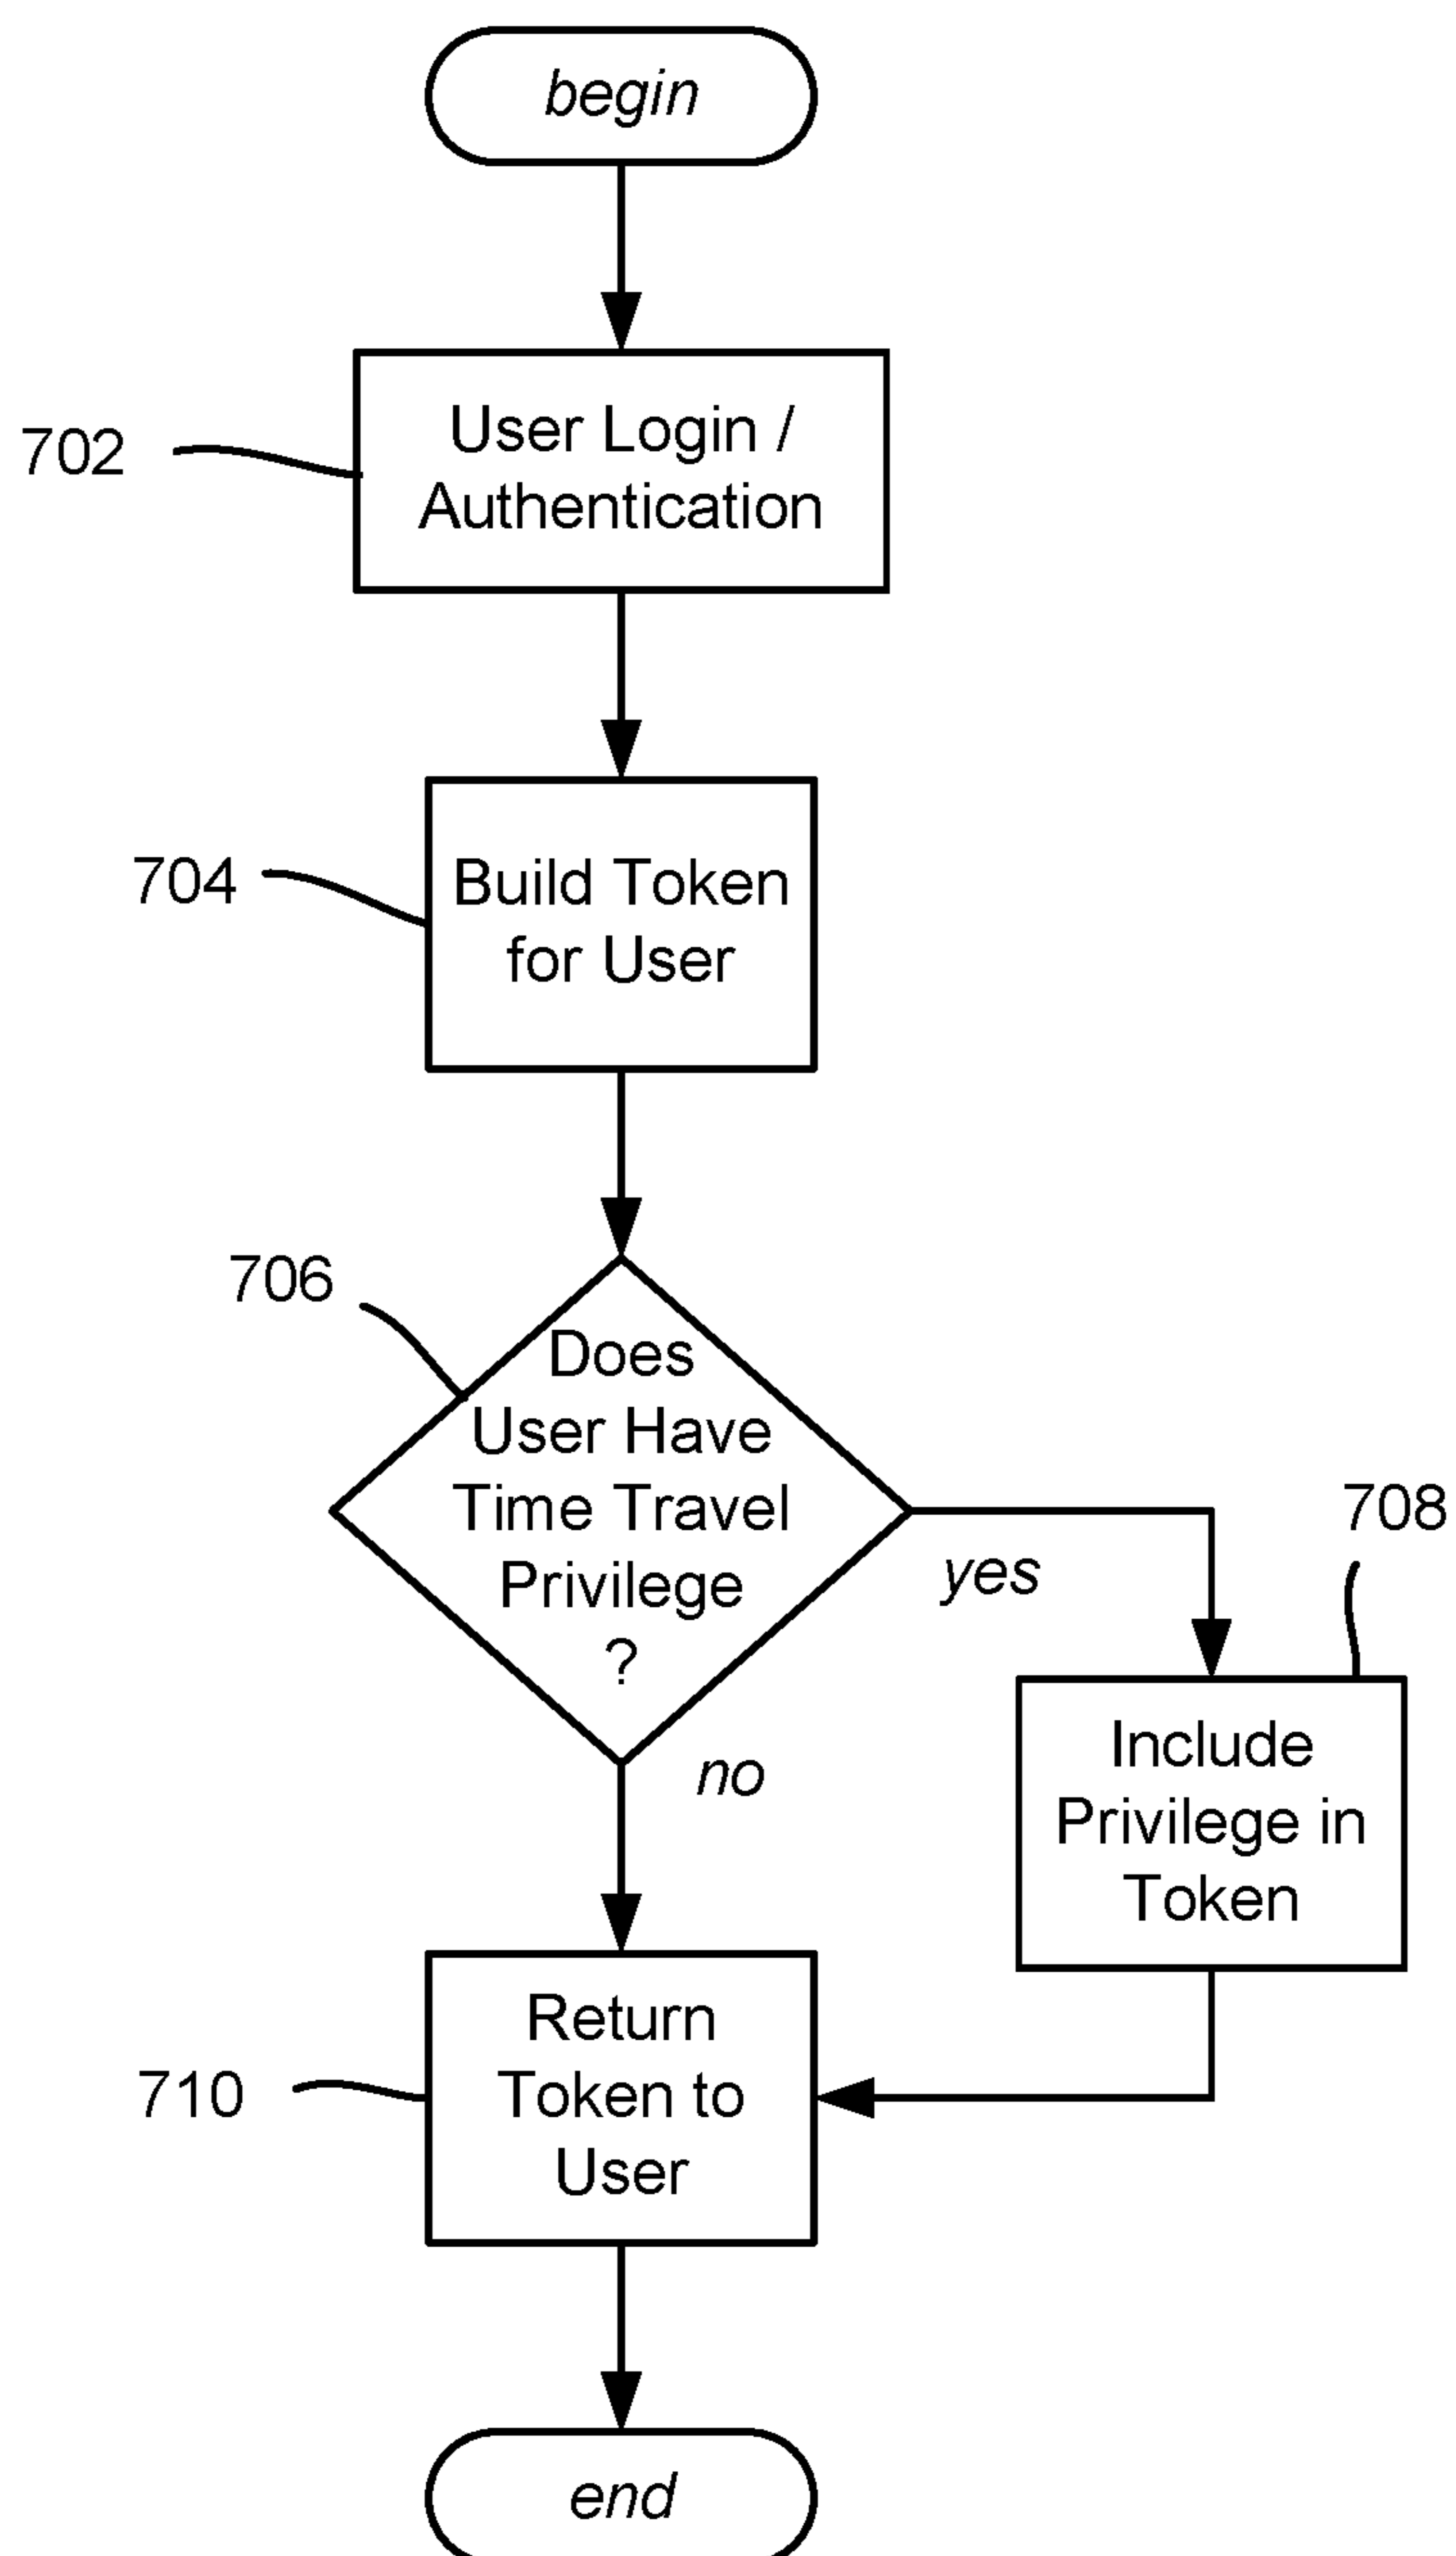 begin
702
User Login /
Authentication
704
Build Token
for User
706
Does
User Have
Time Travel
Privilege
?
yes
708
no
Include
Privilege in
Token
710
Return
Token to
User
end